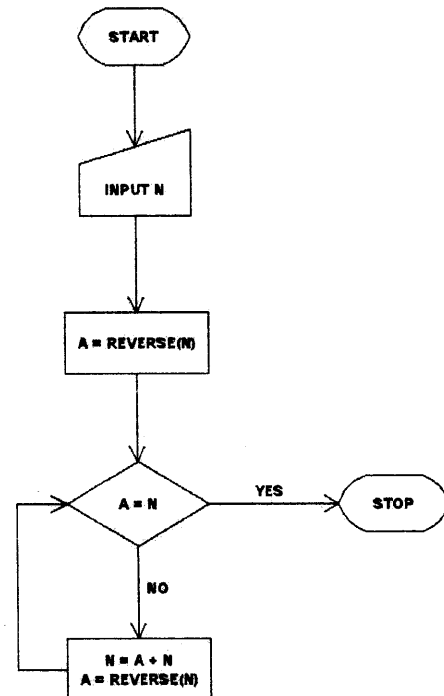 START
INPUT N
A = REVERSE(N)
A = N
YES
STOP
NO
N = A + N
A = REVERSE(N)